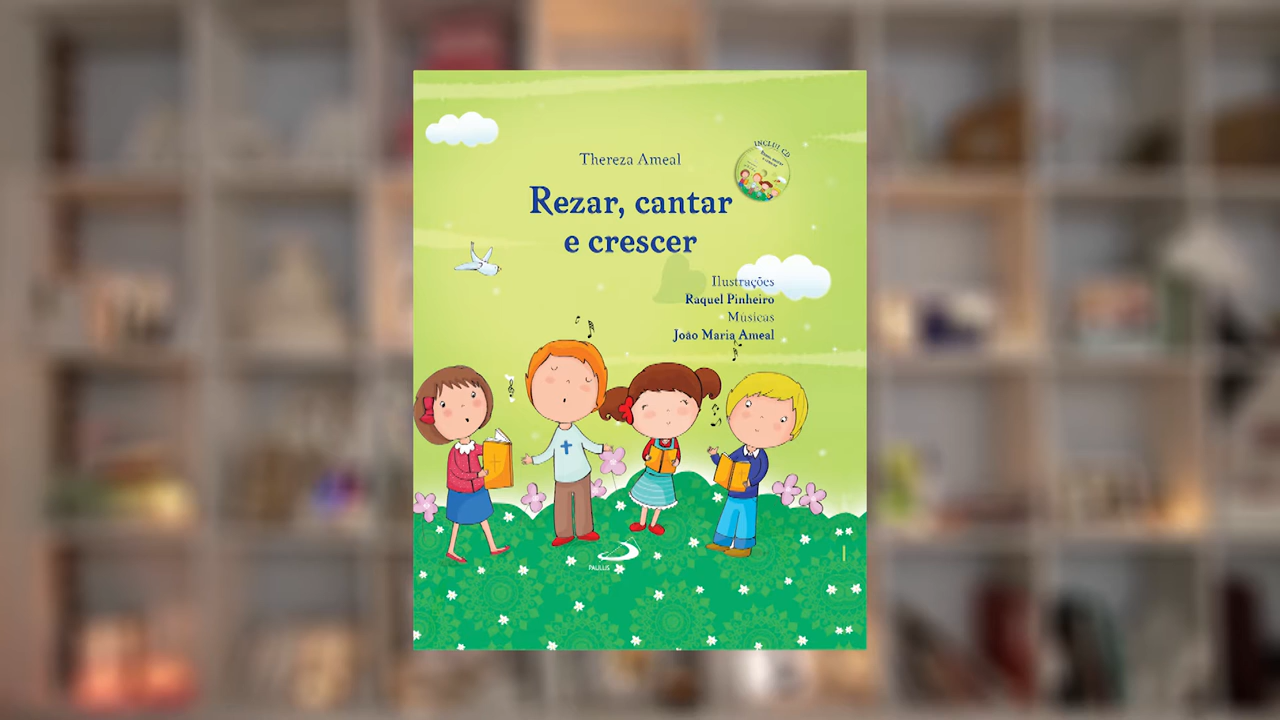 Thereza Ameal
INCLUI CD
Rezar, cantar
e crescer
Ilustrações
Raquel Pinheiro
Músicas
João Maria Ameal
PAULUS